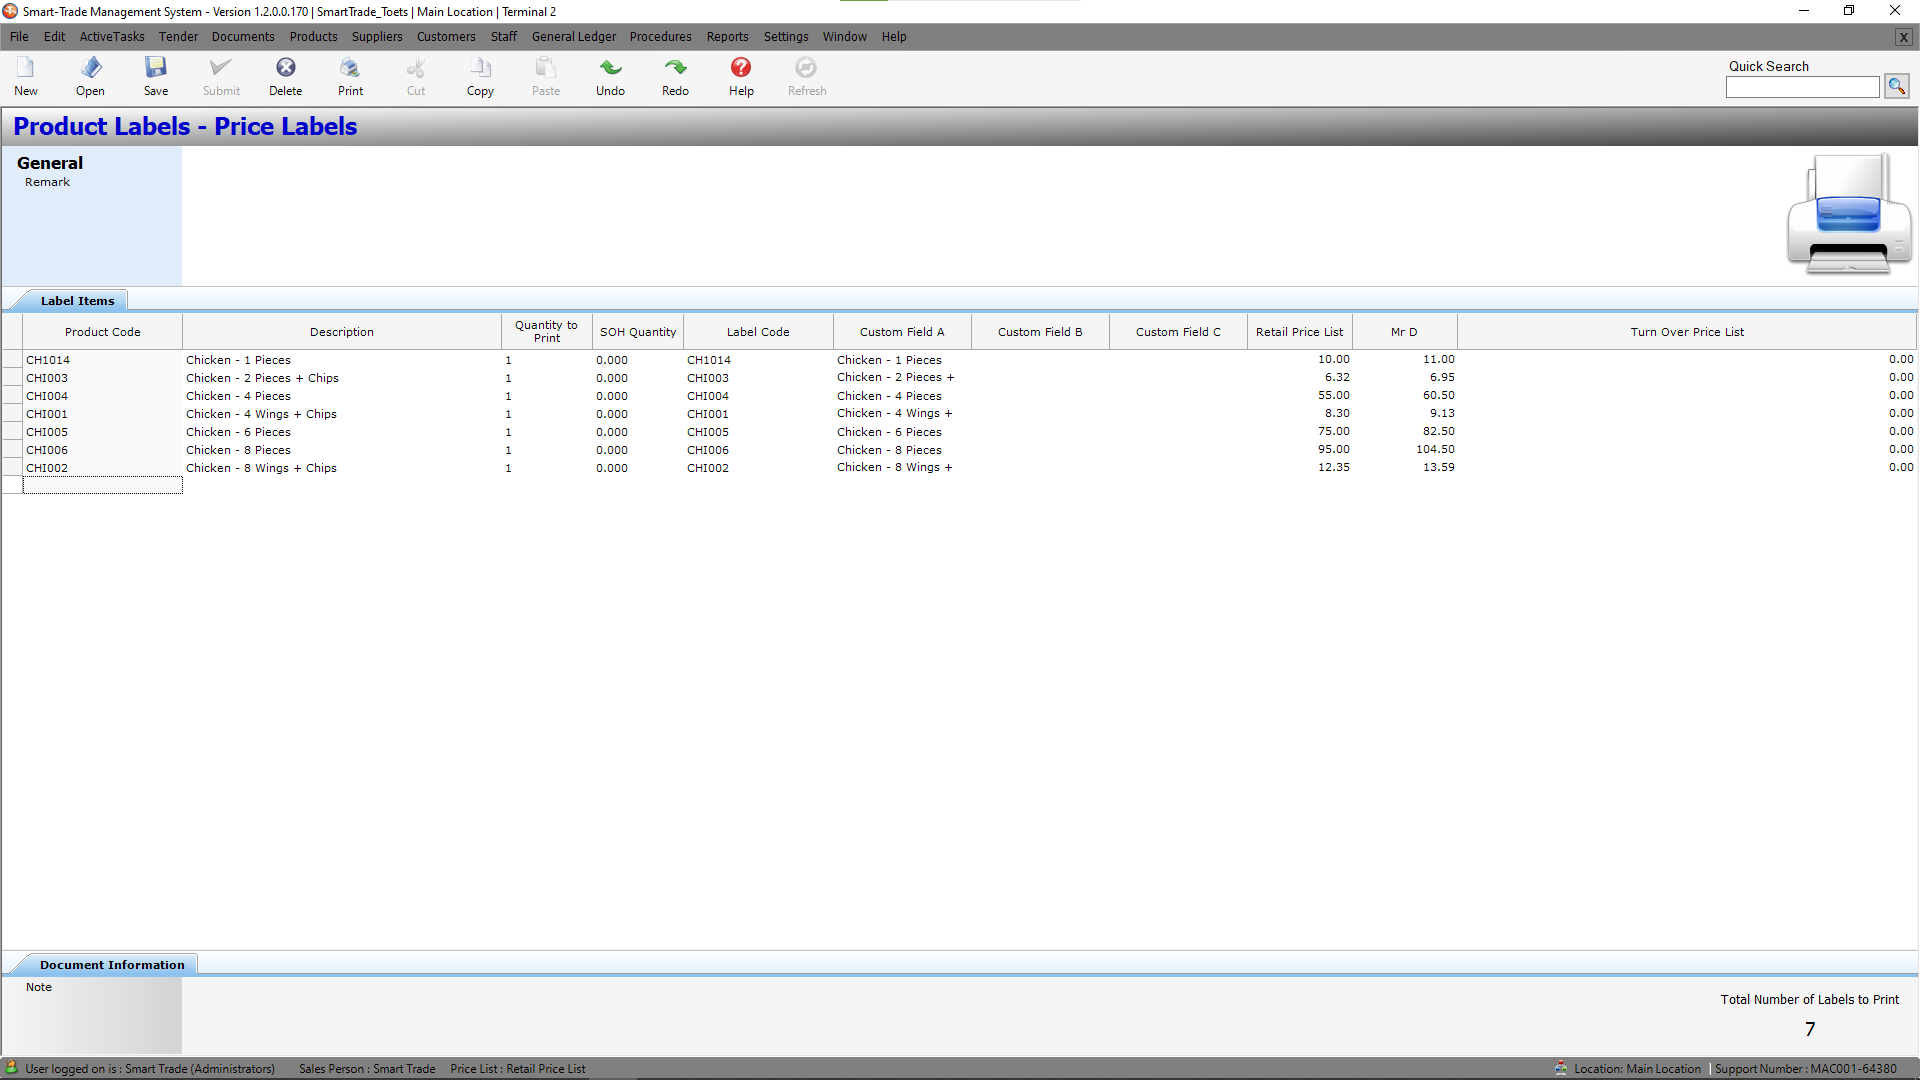 Smart-Trade Management System - Version 1.2.0.0.170 | SmartTrade_Toets | Main Location | Terminal 2
File Edit ActiveTasks Tender Documents Products Suppliers Customers Staff General Ledger Procedures Reports Settings Window Help X
New Open Save Submit Delete Print Cut Copy Paste Undo Redo Help Refresh
Quick Search
Product Labels - Price Labels
General
Remark
Label Items
Product Code Description Quantity to Print SOH Quantity Label Code Custom Field A Custom Field B Custom Field C Retail Price List Mr D Turn Over Price List
CH1014 Chicken - 1 Pieces 1 0.000 CH1014 Chicken - 1 Pieces 10.00 11.00 0.00
CHI003 Chicken - 2 Pieces + Chips 1 0.000 CHI003 Chicken - 2 Pieces + 6.32 6.95 0.00
CHI004 Chicken - 4 Pieces 1 0.000 CHI004 Chicken - 4 Pieces 55.00 60.50 0.00
CHI001 Chicken - 4 Wings + Chips 1 0.000 CHI001 Chicken - 4 Wings + 8.30 9.13 0.00
CHI005 Chicken - 6 Pieces 1 0.000 CHI005 Chicken - 6 Pieces 75.00 82.50 0.00
CHI006 Chicken - 8 Pieces 1 0.000 CHI006 Chicken - 8 Pieces 95.00 104.50 0.00
CHI002 Chicken - 8 Wings + Chips 1 0.000 CHI002 Chicken - 8 Wings + 12.35 13.59 0.00
Document Information
Note
Total Number of Labels to Print
7
User logged on is : Smart Trade (Administrators) Sales Person : Smart Trade Price List : Retail Price List Location: Main Location | Support Number : MAC001-64380